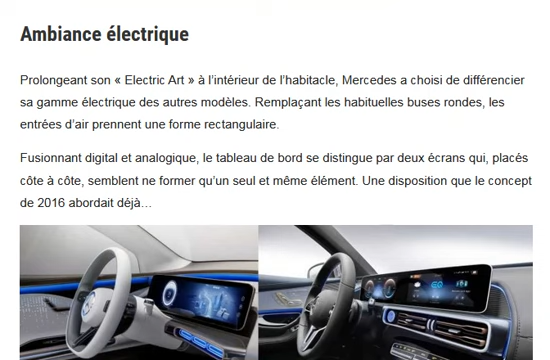 Ambiance électrique
Prolongeant son « Electric Art » à l’intérieur de l’habitacle, Mercedes a choisi de différencier
sa gamme électrique des autres modèles. Remplaçant les habituelles buses rondes, les
entrées d’air prennent une forme rectangulaire.
Fusionnant digital et analogique, le tableau de bord se distingue par deux écrans qui, placés
côte à côte, semblent ne former qu’un seul et même élément. Une disposition que le concept
de 2016 abordait déjà…
EQ